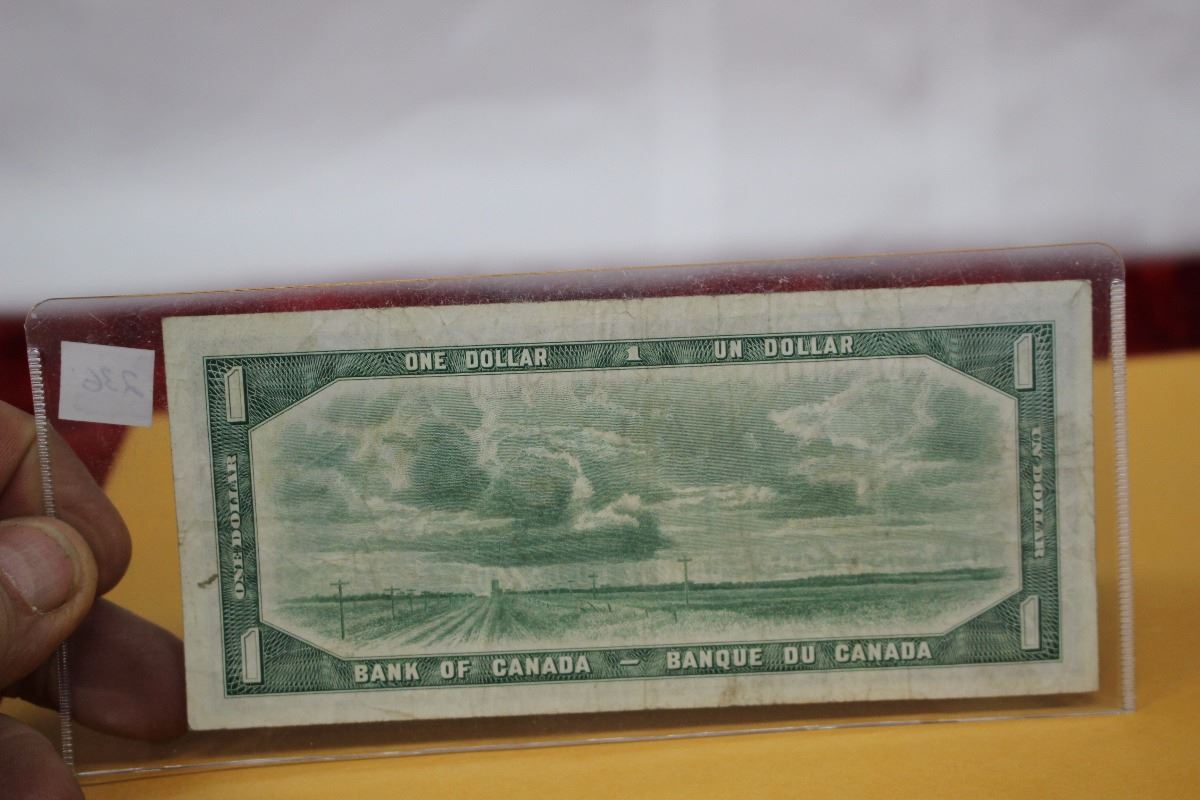 236
ONE DOLLAR 1 UN DOLLAR
1 1
ONE DOLLAR
UN DOLLAR
1 1
BANK OF CANADA — BANQUE DU CANADA